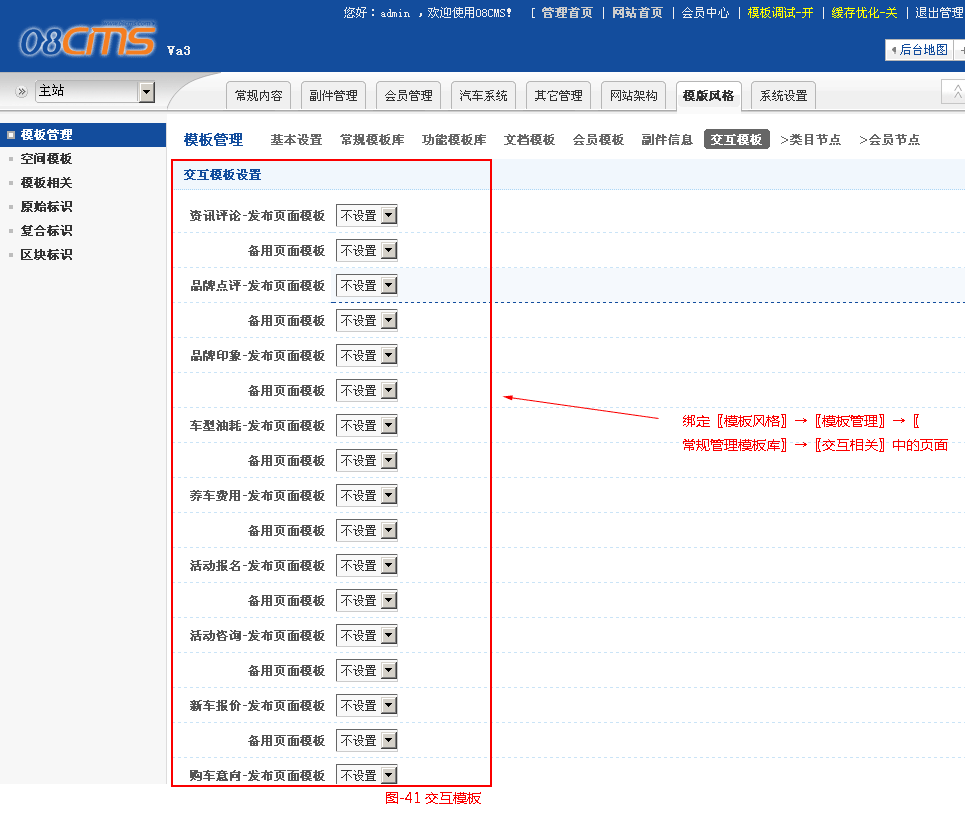 您好：admin ，欢迎使用08CMS! [ 管理首页 | 网站首页 | 会员中心 | 模板调试-开 | 缓存优化-关 | 退出管理
08CMS Va3
后台地图
主站
常规内容 副件管理 会员管理 汽车系统 其它管理 网站架构 模版风格 系统设置
模板管理
空间模板
模板相关
原始标识
复合标识
区块标识
模板管理 基本设置 常规模板库 功能模板库 文档模板 会员模板 副件信息 交互模板 >类目节点 >会员节点
交互模板设置
资讯评论-发布页面模板 不设置
备用页面模板 不设置
品牌点评-发布页面模板 不设置
备用页面模板 不设置
品牌印象-发布页面模板 不设置
备用页面模板 不设置
车型油耗-发布页面模板 不设置
备用页面模板 不设置
养车费用-发布页面模板 不设置
备用页面模板 不设置
活动报名-发布页面模板 不设置
备用页面模板 不设置
活动咨询-发布页面模板 不设置
备用页面模板 不设置
新车报价-发布页面模板 不设置
备用页面模板 不设置
购车意向-发布页面模板 不设置
绑定〖模板风格〗→〖模板管理〗→〖
常规管理模板库〗→〖交互相关〗中的页面
图-41 交互模板